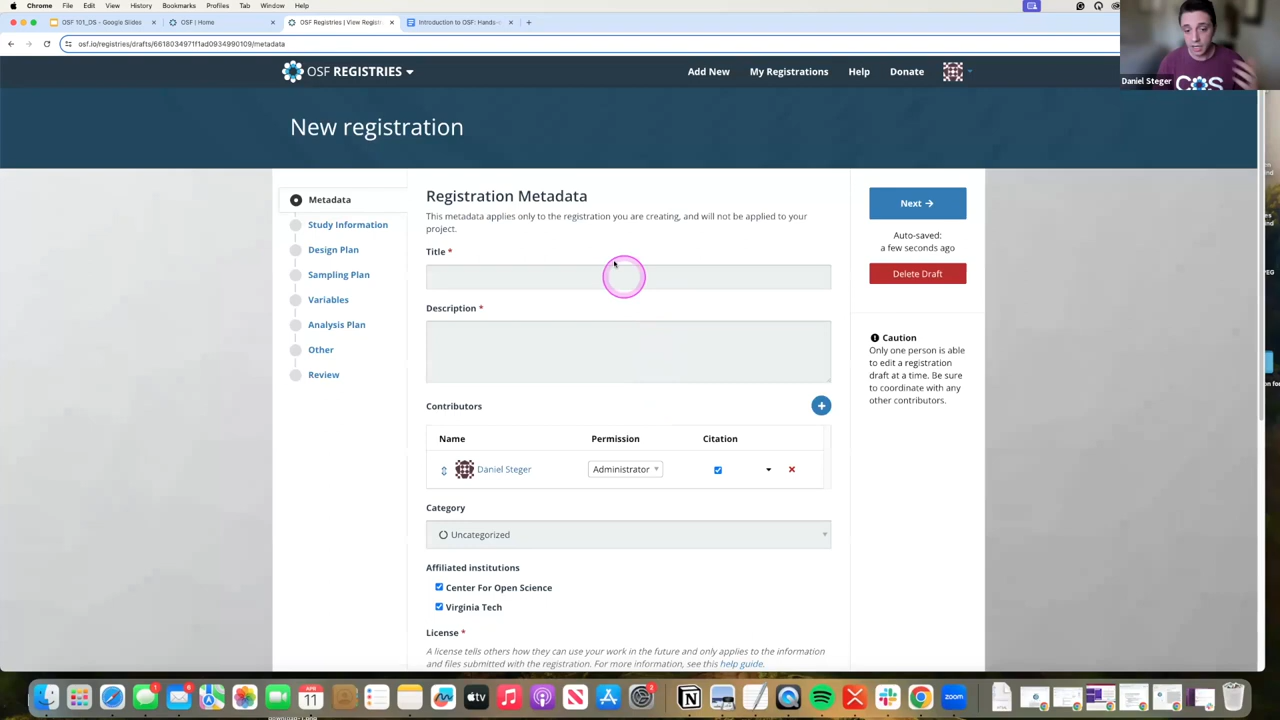 Chrome File Edit View History Bookmarks Profiles Tab Window Help
OSF 101_OS - Google Slides
OSF | Home
OSF Registries | View Registr
Introduction to OSF: Hands-
osf.io/registries/drafts/6618034971f1ad0934990109/metadata
OSF REGISTRIES
Add New My Registrations Help Donate
COS
Daniel Steger
New registration
Metadata
Study Information
Design Plan
Sampling Plan
Variables
Analysis Plan
Other
Review
Registration Metadata
This metadata applies only to the registration you are creating, and will not be applied to your
project.
Title *
Description *
Contributors
Name Permission Citation
Daniel Steger Administrator
Category
Uncategorized
Affiliated institutions
Center For Open Science
Virginia Tech
License *
A license tells others how they can use your work in the future and only applies to the information
and files submitted with the registration. For more information, see this help guide.
Next
Auto-saved:
a few seconds ago
Delete Draft
Caution
Only one person is able
to edit a registration
draft at a time. Be sure
to coordinate with any
other contributors.
APR
11
tv
zoom